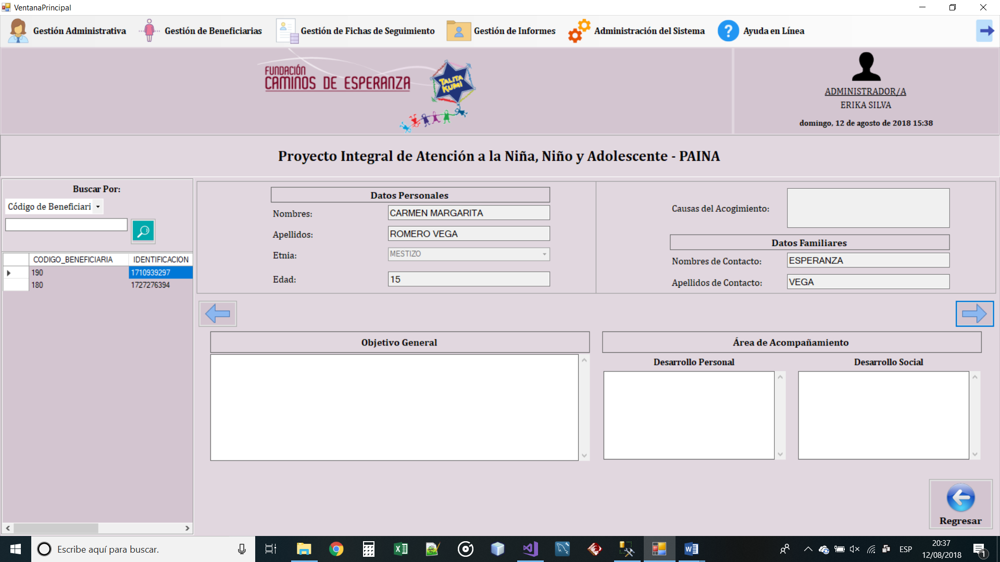 VentanaPrincipal
Gestión Administrativa
Gestión de Beneficiarias
Gestión de Fichas de Seguimiento
Gestión de Informes
Administración del Sistema
Ayuda en Línea
FUNDACIÓN
CAMINOS DE ESPERANZA
TALITA
KUMI
ADMINISTRADOR/A
ERIKA SILVA
domingo, 12 de agosto de 2018 15:38
Proyecto Integral de Atención a la Niña, Niño y Adolescente - PAINA
Buscar Por:
Código de Beneficiari
CODIGO_BENEFICIARIA IDENTIFICACION
190 1710939297
180 1727276394
Datos Personales
Nombres: CARMEN MARGARITA
Apellidos: ROMERO VEGA
Etnia: MESTIZO
Edad: 15
Causas del Acogimiento:
Datos Familiares
Nombres de Contacto: ESPERANZA
Apellidos de Contacto: VEGA
Objetivo General
Área de Acompañamiento
Desarrollo Personal
Desarrollo Social
Regresar
Escribe aquí para buscar.
ESP
20:37
12/08/2018
1